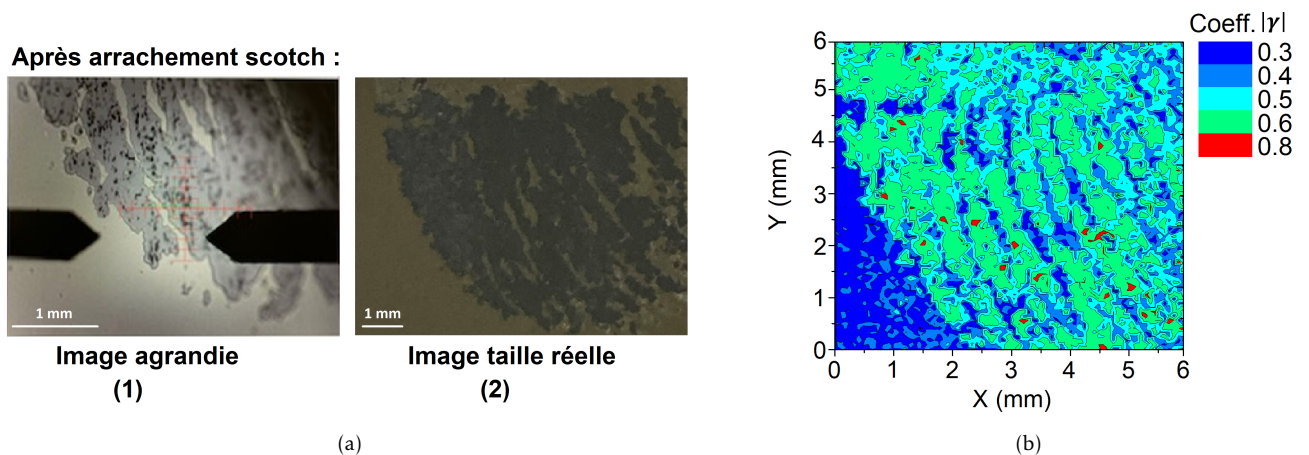 Après arrachement scotch :
1 mm
Image agrandie
(1)
1 mm
Image taille réelle
(2)
(a)
Coeff. |γ|
0.3
0.4
0.5
0.6
0.8
Y (mm)
6
5
4
3
2
1
0
0 1 2 3 4 5 6
X (mm)
(b)